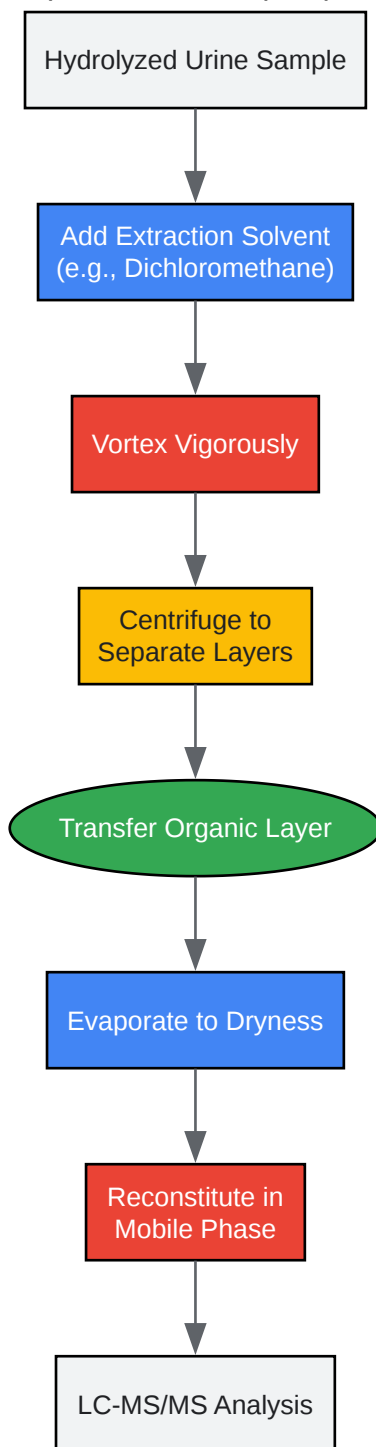 Hydrolyzed Urine Sample
Add Extraction Solvent
(e.g., Dichloromethane)
Vortex Vigorously
Centrifuge to
Separate Layers
Transfer Organic Layer
Evaporate to Dryness
Reconstitute in
Mobile Phase
LC-MS/MS Analysis